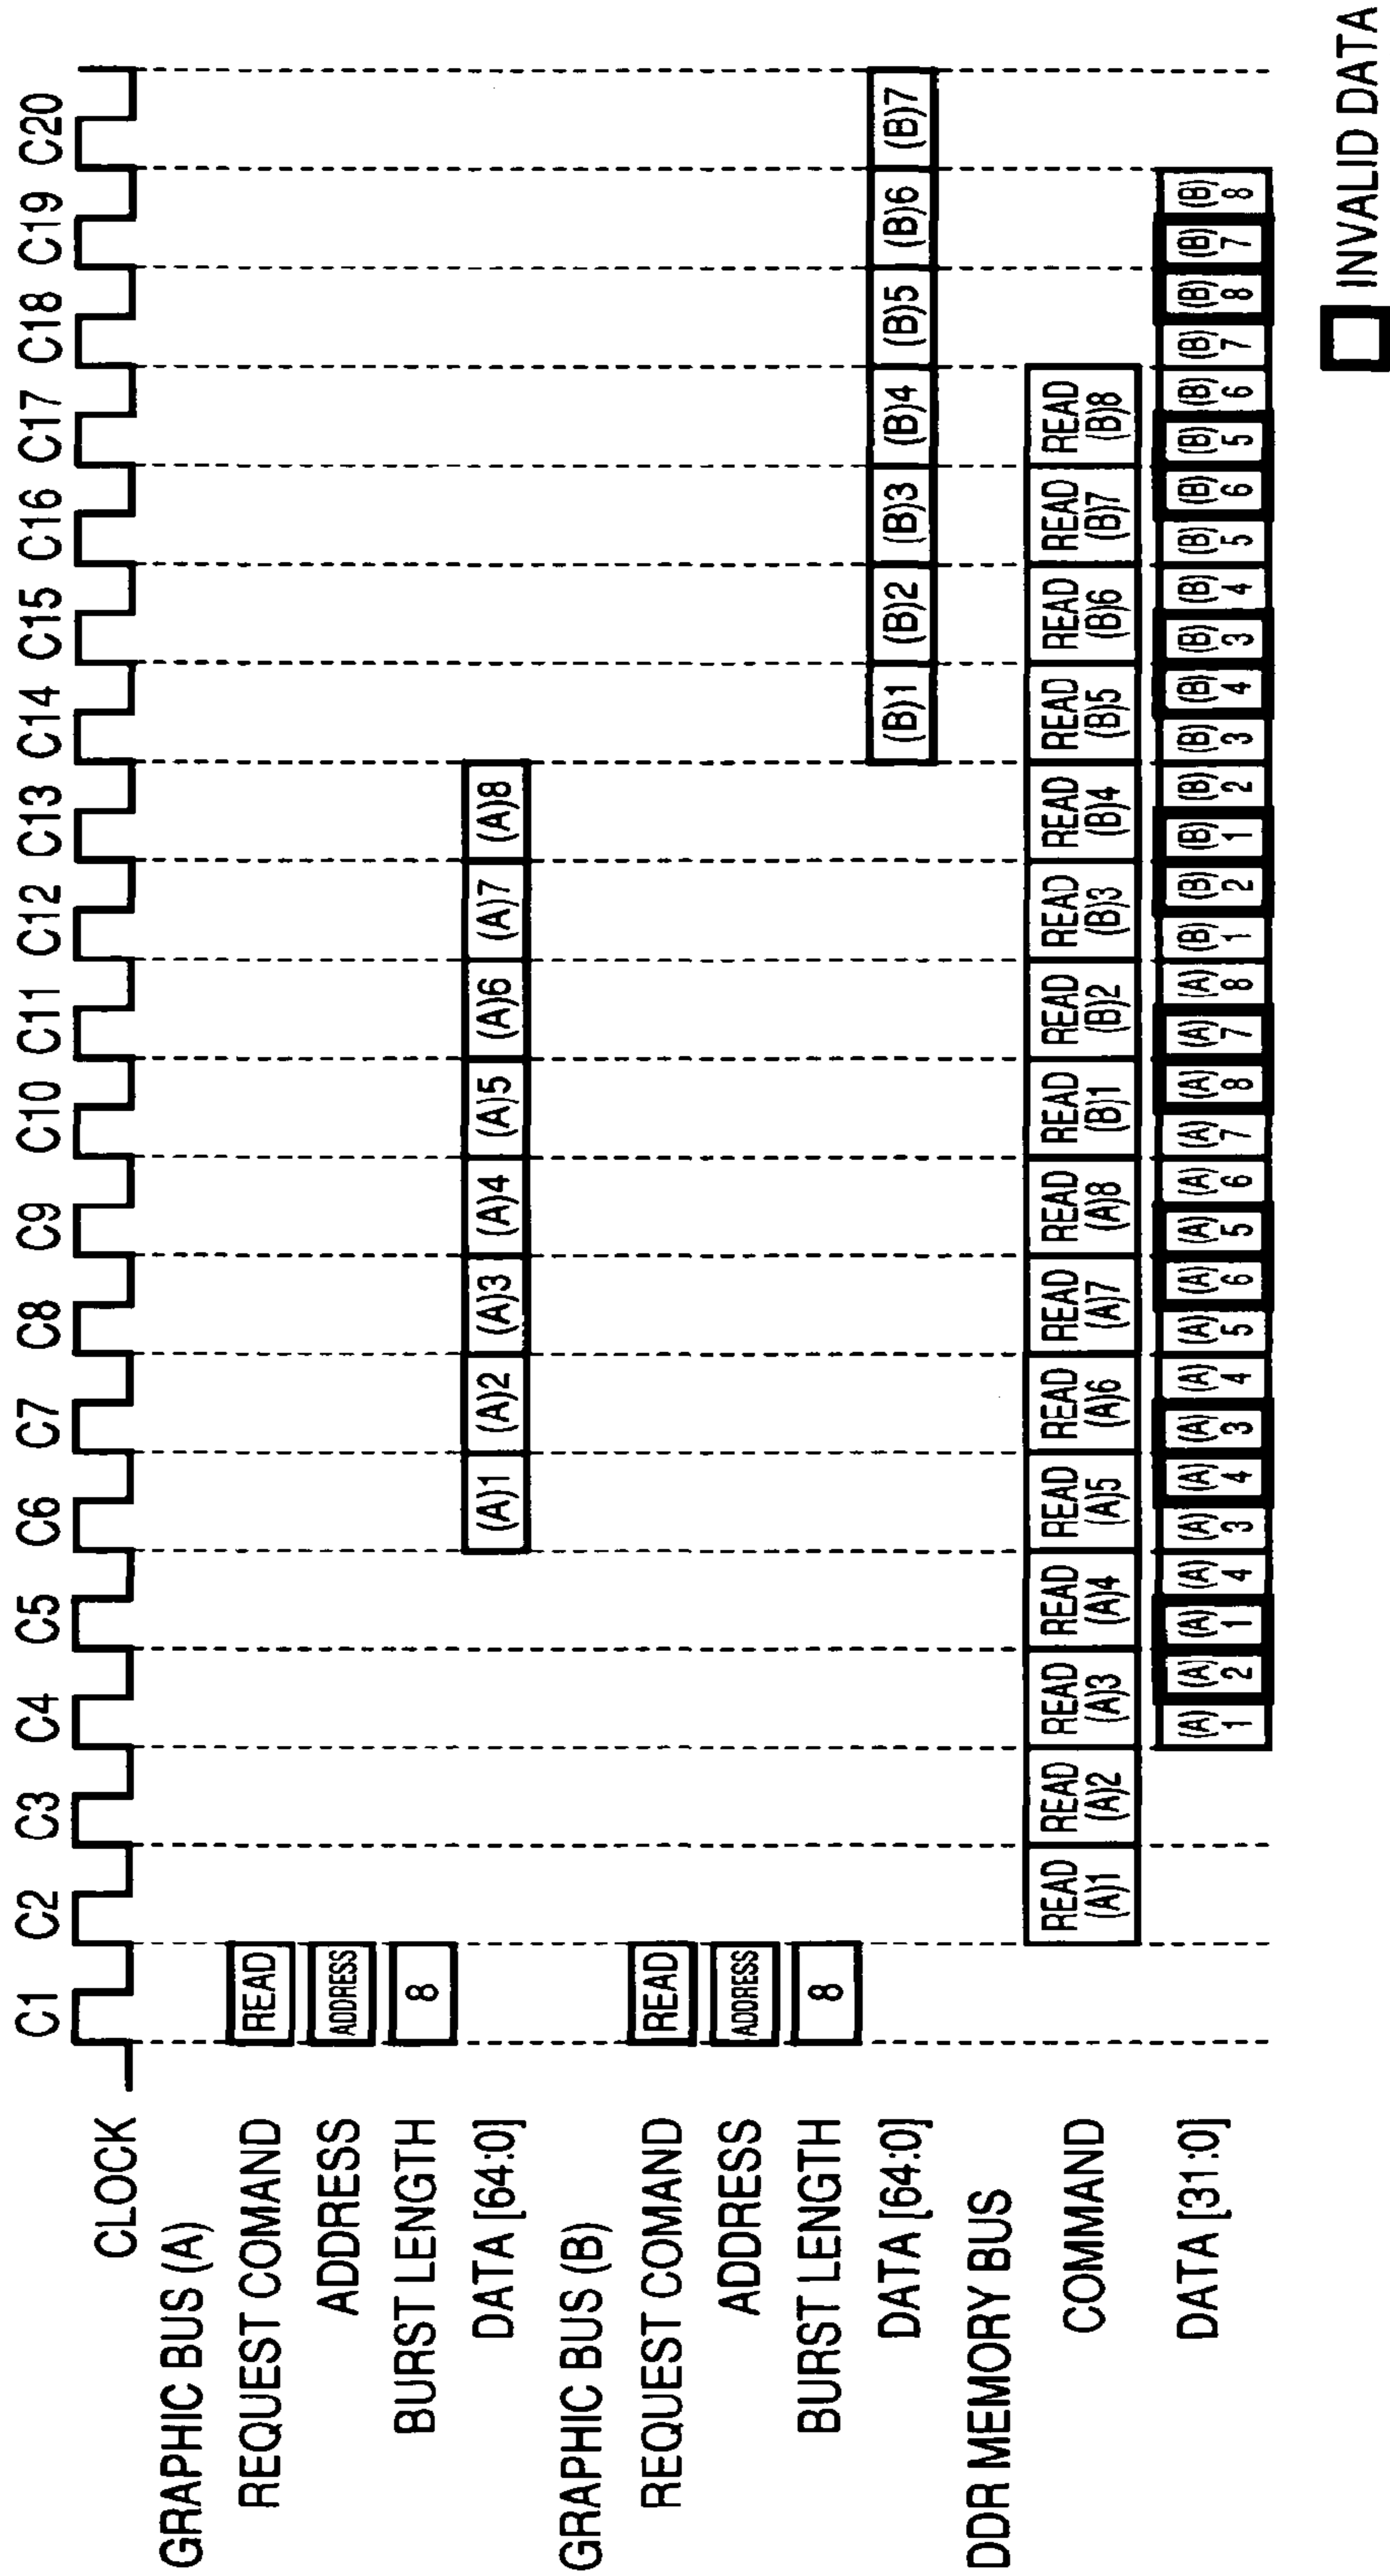 CLOCK C1 C2 C3 C4 C5 C6 C7 C8 C9 C10 C11 C12 C13 C14 C15 C16 C17 C18 C19 C20
GRAPHIC BUS (A)
REQUEST COMAND READ
ADDRESS ADDRESS
BURST LENGTH 8
DATA [64:0] (A)1 (A)2 (A)3 (A)4 (A)5 (A)6 (A)7 (A)8
GRAPHIC BUS (B)
REQUEST COMAND READ
ADDRESS ADDRESS
BURST LENGTH 8
DATA [64:0] (B)1 (B)2 (B)3 (B)4 (B)5 (B)6 (B)7
DDR MEMORY BUS
COMMAND READ (A)1 READ (A)2 READ (A)3 READ (A)4 READ (A)5 READ (A)6 READ (A)7 READ (A)8 READ (B)1 READ (B)2 READ (B)3 READ (B)4 READ (B)5 READ (B)6 READ (B)7 READ (B)8
DATA [31:0] (A) 1 (A) 2 (A) 1 (A) 4 (A) 3 (A) 4 (A) 3 (A) 4 (A) 5 (A) 6 (A) 5 (A) 6 (A) 7 (A) 8 (A) 7 (A) 8 (B) 1 (B) 2 (B) 1 (B) 2 (B) 3 (B) 4 (B) 3 (B) 4 (B) 5 (B) 6 (B) 5 (B) 6 (B) 7 (B) 8 (B) 7 (B) 8
INVALID DATA